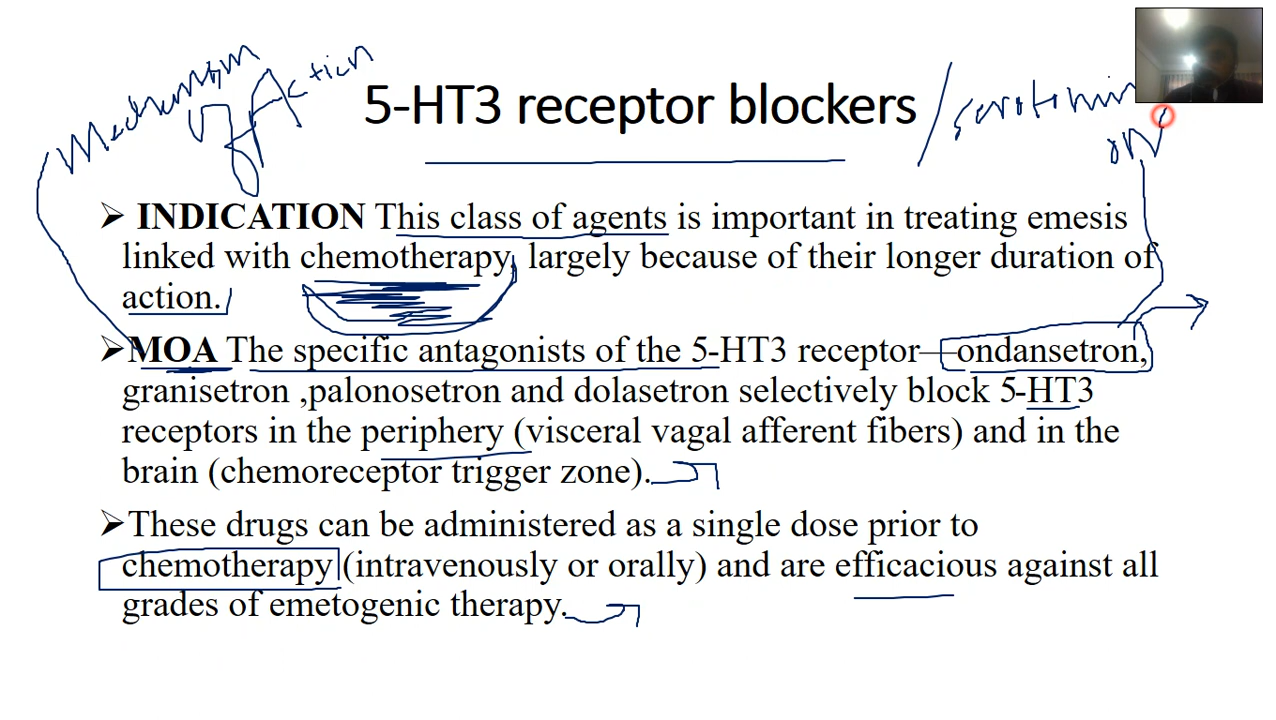 Mechanism
of Action
5-HT3 receptor blockers
/serotonin
➢ INDICATION This class of agents is important in treating emesis
linked with chemotherapy, largely because of their longer duration of
action.
➢MOA The specific antagonists of the 5-HT3 receptor—ondansetron,
granisetron ,palonosetron and dolasetron selectively block 5-HT3
receptors in the periphery (visceral vagal afferent fibers) and in the
brain (chemoreceptor trigger zone).
➢These drugs can be administered as a single dose prior to
chemotherapy (intravenously or orally) and are efficacious against all
grades of emetogenic therapy.